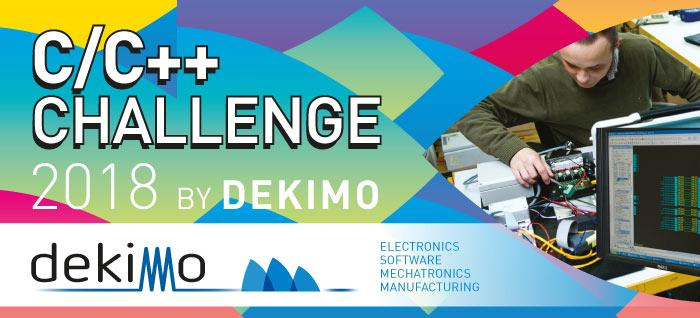 C/C++
CHALLENGE
2018 BY DEKIMO
dekimo
ELECTRONICS
SOFTWARE
MECHATRONICS
MANUFACTURING